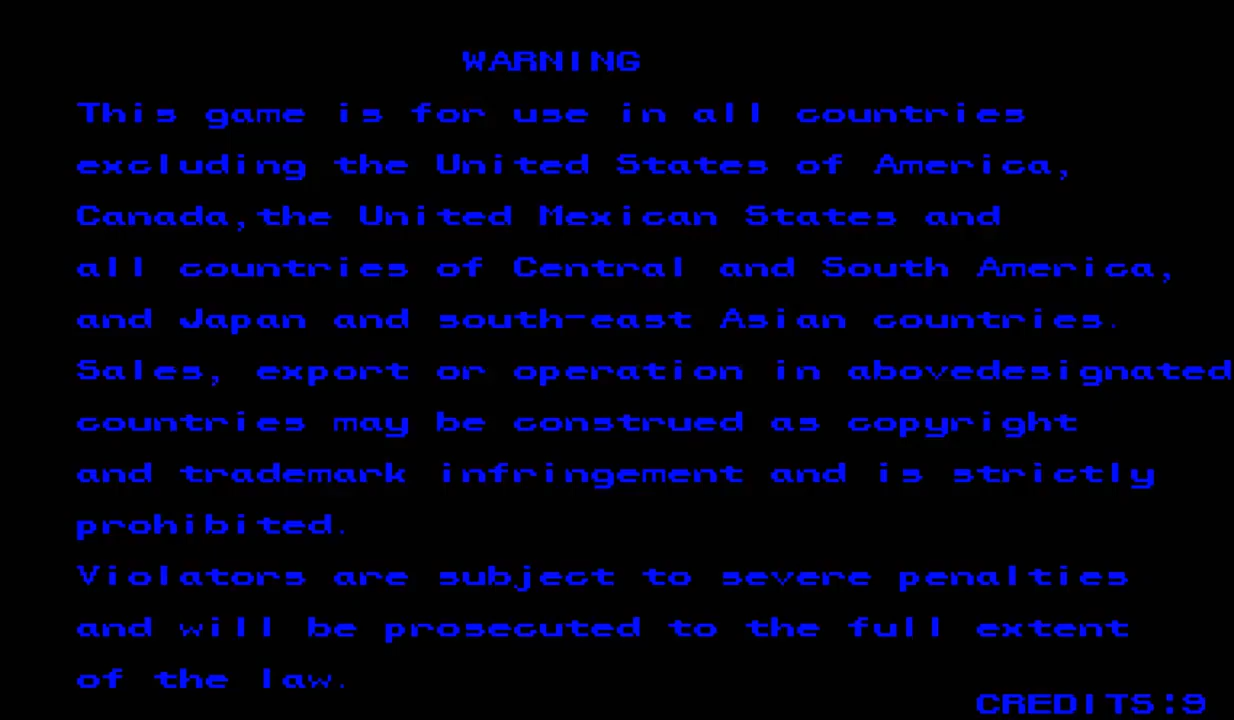 WARNING
This game is for use in all countries
excluding the United States of America,
Canada,the United Mexican States and
all countries of Central and South America,
and Japan and south-east Asian countries.
Sales, export or operation in abovedesignated
countries may be construed as copyright
and trademark infringement and is strictly
prohibited.
Violators are subject to severe penalties
and will be prosecuted to the full extent
of the law.
CREDITS:9